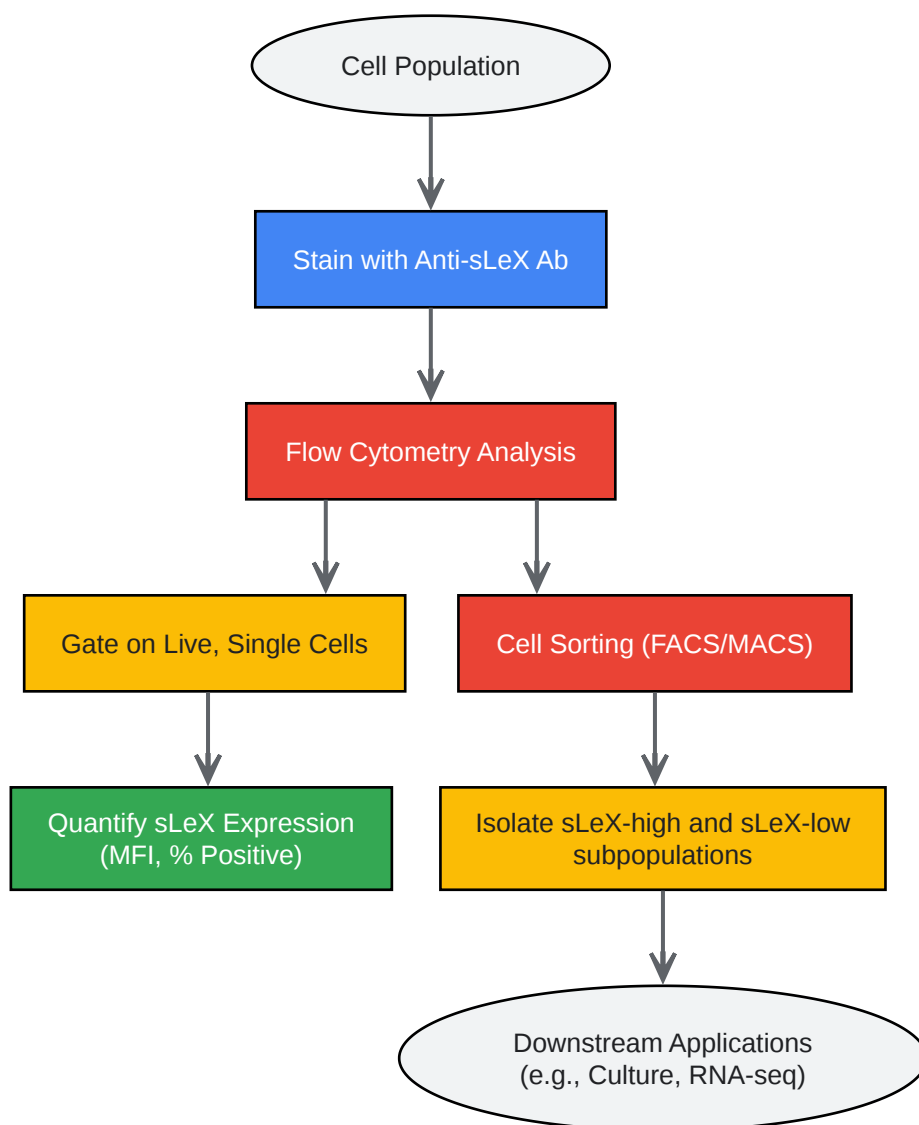 Cell Population
Stain with Anti-sLeX Ab
Flow Cytometry Analysis
Gate on Live, Single Cells
Cell Sorting (FACS/MACS)
Quantify sLeX Expression
(MFI, % Positive)
Isolate sLeX-high and sLeX-low
subpopulations
Downstream Applications
(e.g., Culture, RNA-seq)